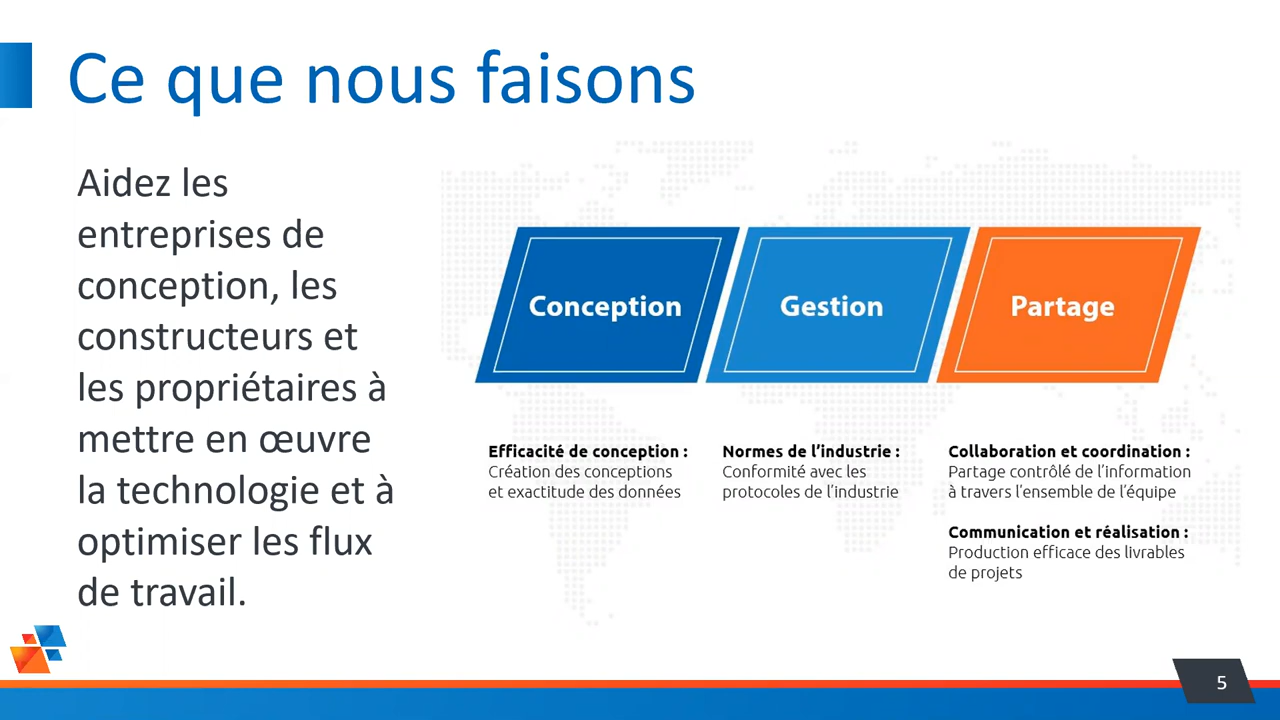 Ce que nous faisons
Aidez les
entreprises de
conception, les
constructeurs et
les propriétaires à
mettre en œuvre
la technologie et à
optimiser les flux
de travail.
Conception
Gestion
Partage
Efficacité de conception :
Création des conceptions
et exactitude des données
Normes de l'industrie :
Conformité avec les
protocoles de l'industrie
Collaboration et coordination :
Partage contrôlé de l'information
à travers l'ensemble de l'équipe
Communication et réalisation :
Production efficace des livrables
de projets
5